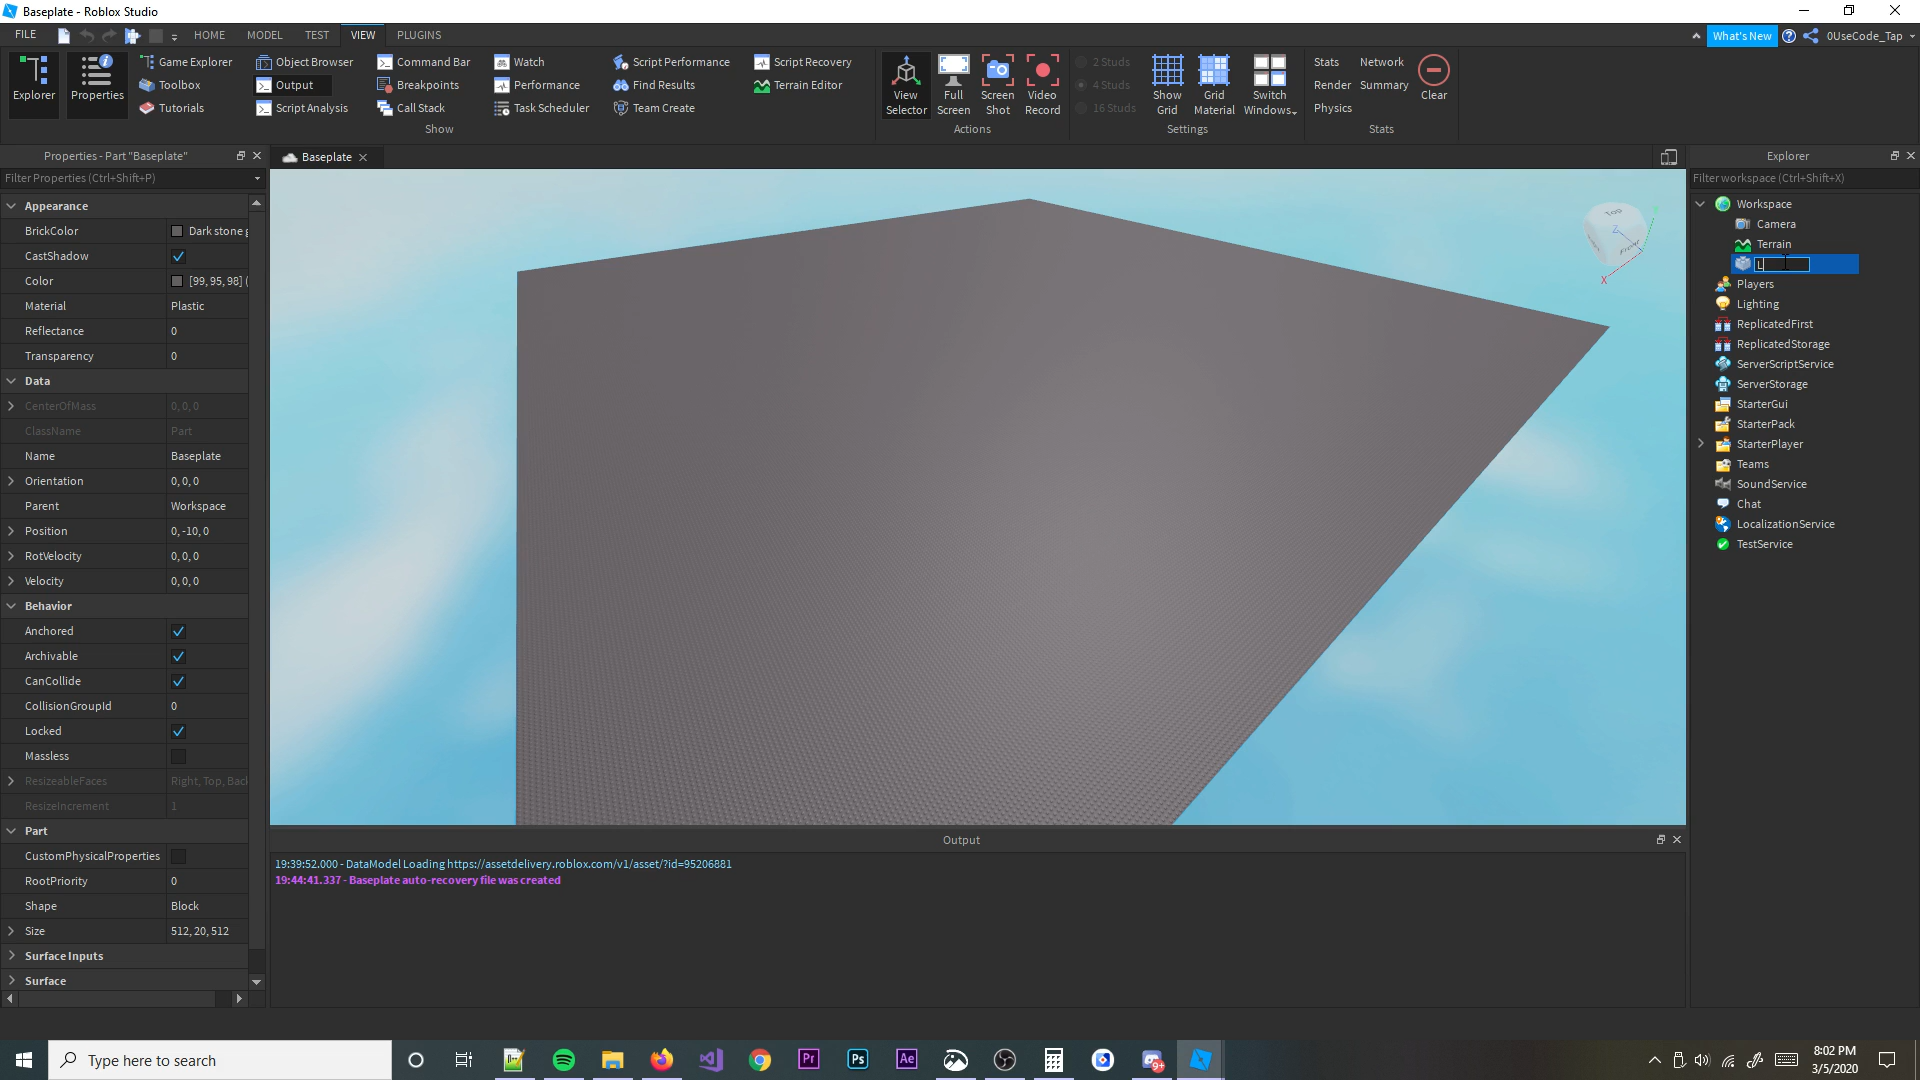 Baseplate - Roblox Studio
FILE
HOME
MODEL
TEST
VIEW
PLUGINS
What's New
0UseCode_Tap
Explorer
Properties
Game Explorer
Toolbox
Tutorials
Object Browser
Output
Script Analysis
Command Bar
Breakpoints
Call Stack
Watch
Performance
Task Scheduler
Script Performance
Find Results
Team Create
Script Recovery
Terrain Editor
Show
View
Selector
Full
Screen
Screen
Shot
Video
Record
Actions
2 Studs
4 Studs
16 Studs
Show
Grid
Grid
Material
Switch
Windows
Settings
Stats
Network
Render
Summary
Physics
Clear
Stats
Properties - Part "Baseplate"
Filter Properties (Ctrl+Shift+P)
Appearance
BrickColor Dark stone g
CastShadow
Color [99, 95, 98] (
Material Plastic
Reflectance 0
Transparency 0
Data
CenterOfMass 0, 0, 0
ClassName Part
Name Baseplate
Orientation 0, 0, 0
Parent Workspace
Position 0, -10, 0
RotVelocity 0, 0, 0
Velocity 0, 0, 0
Behavior
Anchored
Archivable
CanCollide
CollisionGroupId 0
Locked
Massless
ResizeableFaces Right, Top, Back
ResizeIncrement 1
Part
CustomPhysicalProperties
RootPriority 0
Shape Block
Size 512, 20, 512
Surface Inputs
Surface
Baseplate
Top
Front
Z
X
Output
19:39:52.000 - DataModel Loading https://assetdelivery.roblox.com/v1/asset/?id=95206881
19:44:41.337 - Baseplate auto-recovery file was created
Explorer
Filter workspace (Ctrl+Shift+X)
Workspace
Camera
Terrain
L
Players
Lighting
ReplicatedFirst
ReplicatedStorage
ServerScriptService
ServerStorage
StarterGui
StarterPack
StarterPlayer
Teams
SoundService
Chat
LocalizationService
TestService
Type here to search
Pr
Ps
Ae
9+
8:02 PM
3/5/2020